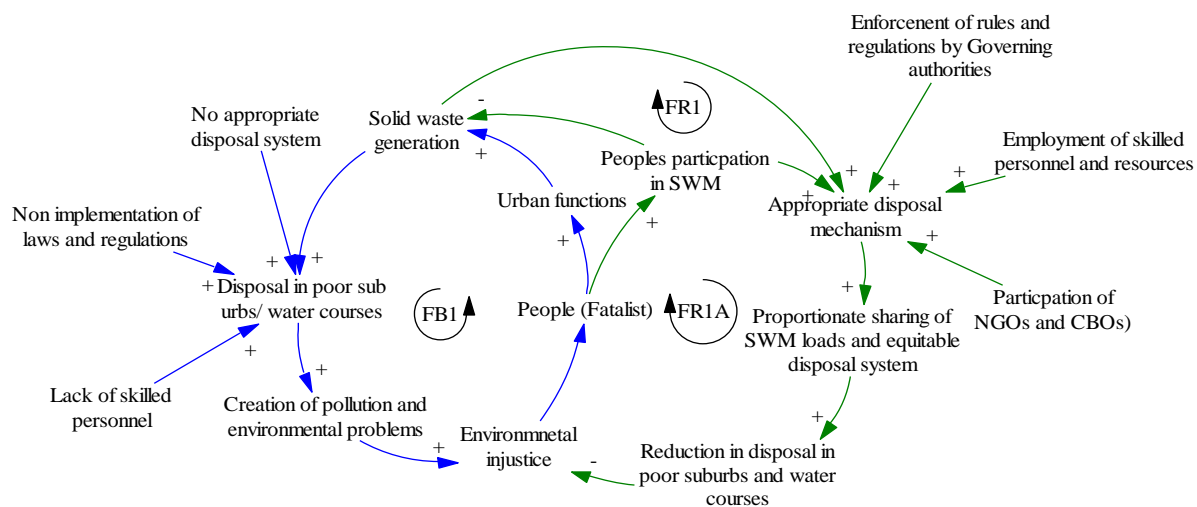 Enforcenent of rules and
regulations by Governing
authorities
-
FR1
No appropriate
disposal system
Solid waste
generation
+
Employment of skilled
personnel and resources
Peoples particpation
in SWM
+
+
+
+
+
Non implementation of
laws and regulations
Urban functions
Appropriate disposal
mechanism
+
+
+
+
+
+
Disposal in poor sub
urbs/ water courses
FB1
People (Fatalist)
FR1A
+
Particpation of
NGOs and CBOs)
Proportionate sharing of
SWM loads and equitable
disposal system
+
+
Lack of skilled
personnel
Creation of pollution and
environmental problems
+
Environmnetal
injustice
+
-
Reduction in disposal in
poor suburbs and water
courses